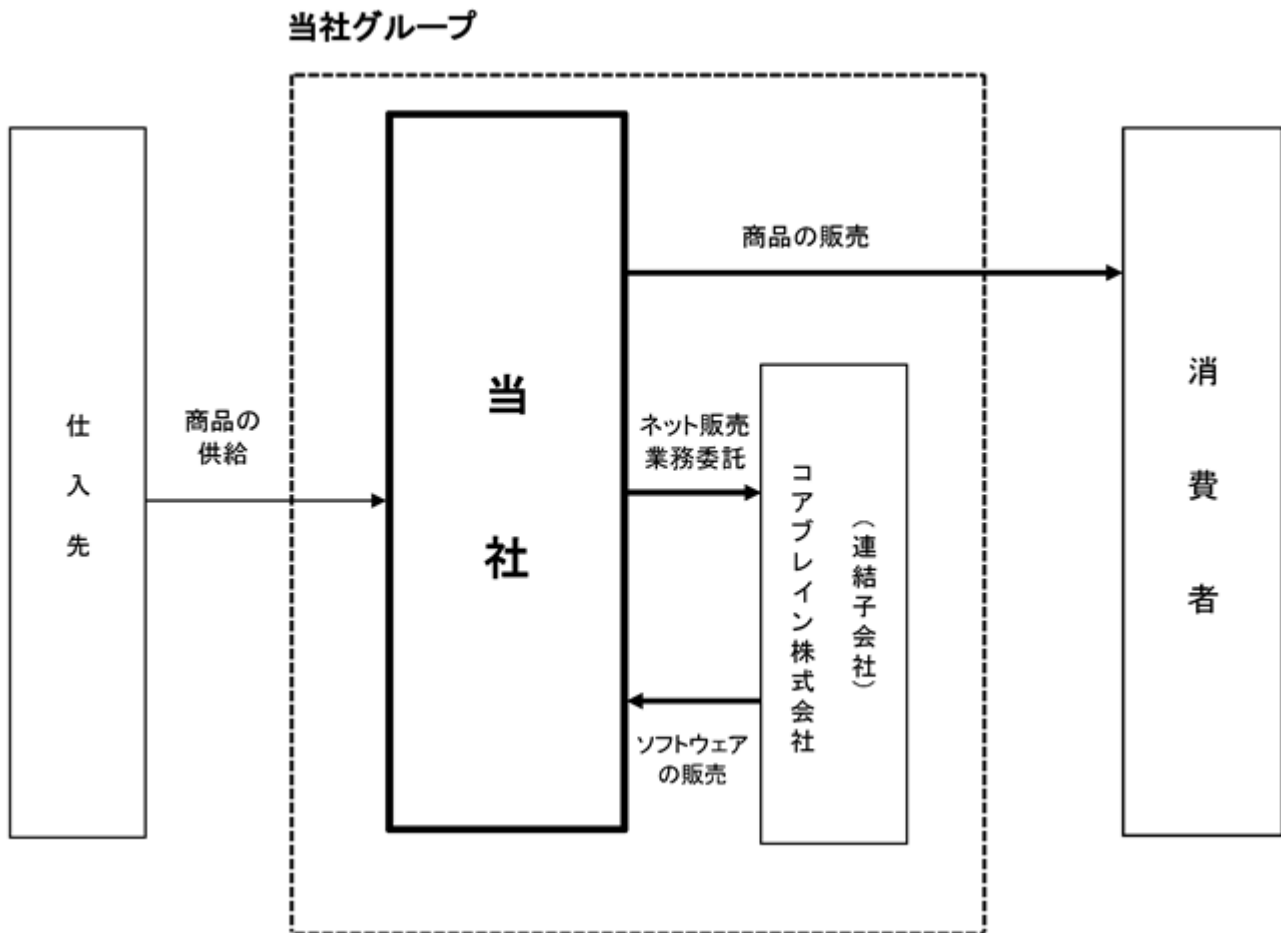 当社グループ
仕入先
商品の
供給
当社
商品の販売
ネット販売
業務委託
(連結子会社)
コアブレイン株式会社
ソフトウェア
の販売
消費者